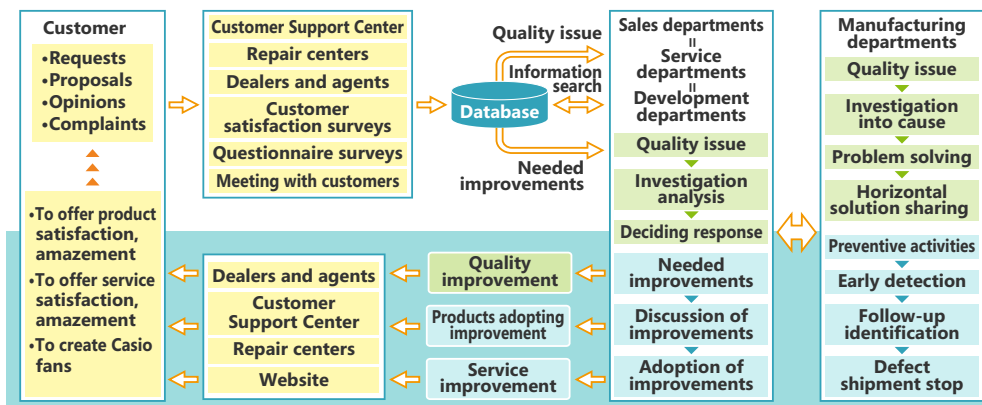 Customer
•Requests
•Proposals
•Opinions
•Complaints
•To offer product
satisfaction,
amazement
•To offer service
satisfaction,
amazement
•To create Casio
fans
Customer Support Center
Repair centers
Dealers and agents
Customer
satisfaction surveys
Questionnaire surveys
Meeting with customers
Quality issue
Information
search
Database
Needed
improvements
Sales departments
=
Service
departments
=
Development
departments
Quality issue
Investigation
analysis
Deciding response
Needed
improvements
Discussion of
improvements
Adoption of
improvements
Manufacturing
departments
Quality issue
Investigation
into cause
Problem solving
Horizontal
solution sharing
Preventive activities
Early detection
Follow-up
identification
Defect
shipment stop
Quality
improvement
Products adopting
improvement
Service
improvement
Dealers and agents
Customer
Support Center
Repair centers
Website